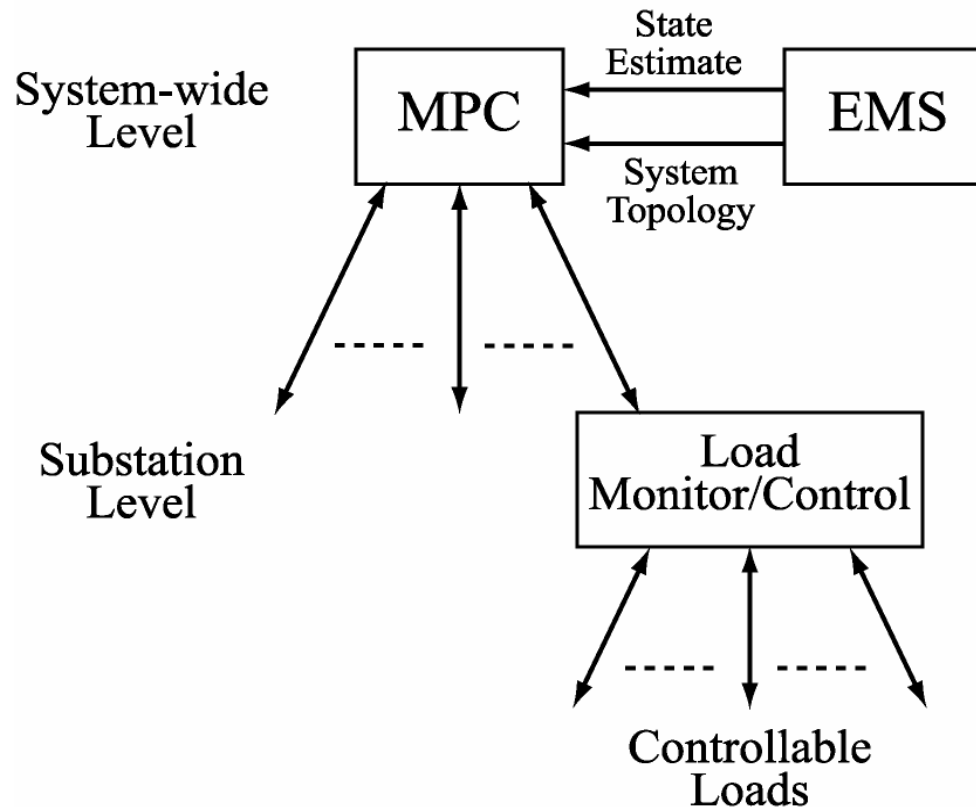 System-wide
Level
MPC
State
Estimate
System
Topology
EMS
Substation
Level
Load
Monitor/Control
Controllable
Loads